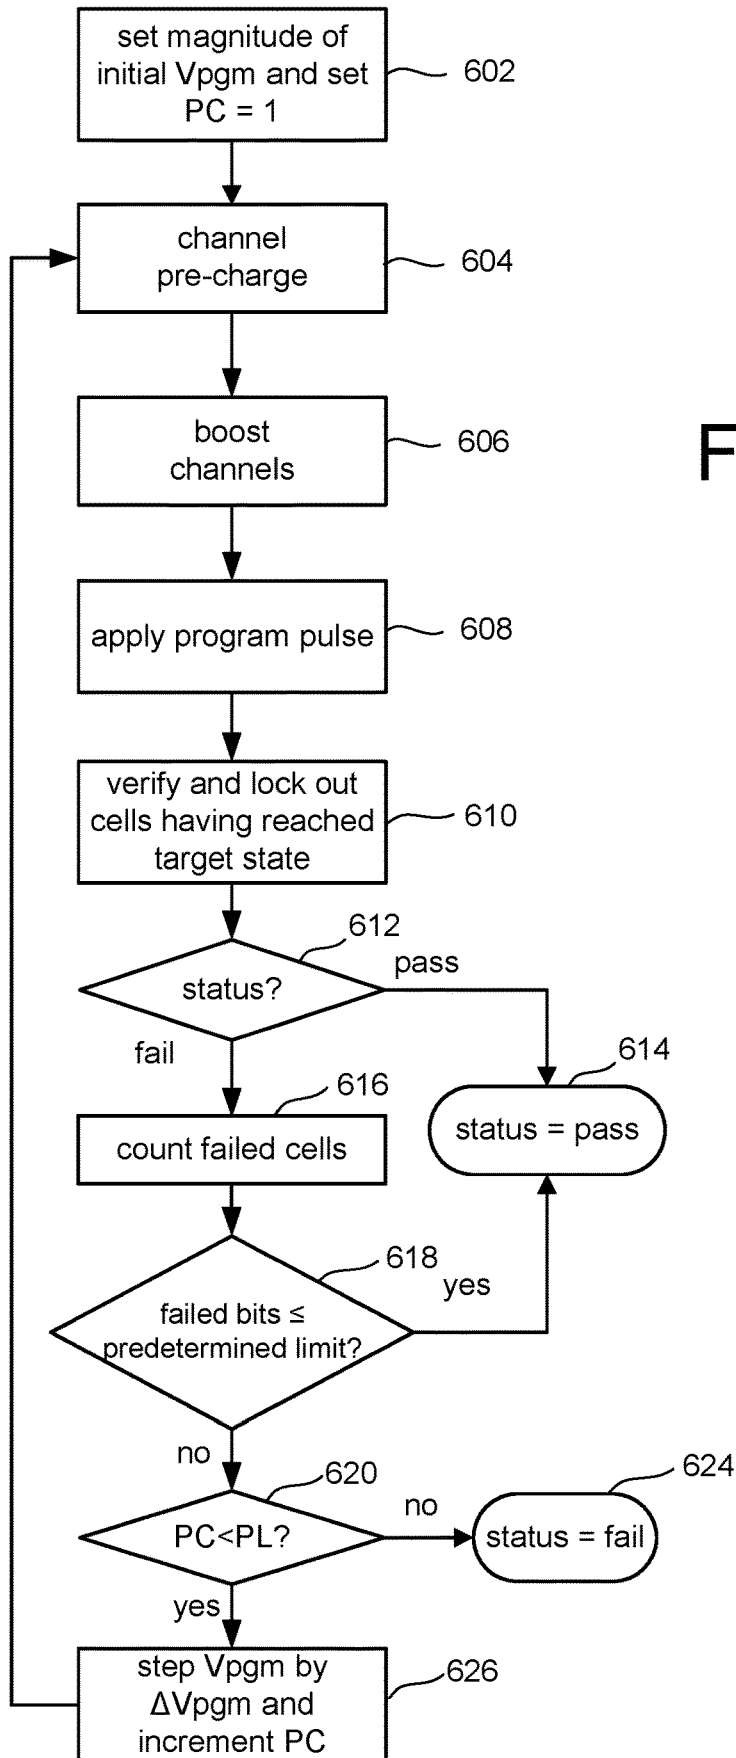 set magnitude of
initial Vpgm and set
PC = 1
602
channel
pre-charge
604
boost
channels
606
F
apply program pulse
608
verify and lock out
cells having reached
target state
610
612
status?
pass
fail
614
status = pass
616
count failed cells
618
failed bits ≤
predetermined limit?
yes
no
620
PC<PL?
no
624
status = fail
yes
step Vpgm by
ΔVpgm and
increment PC
626